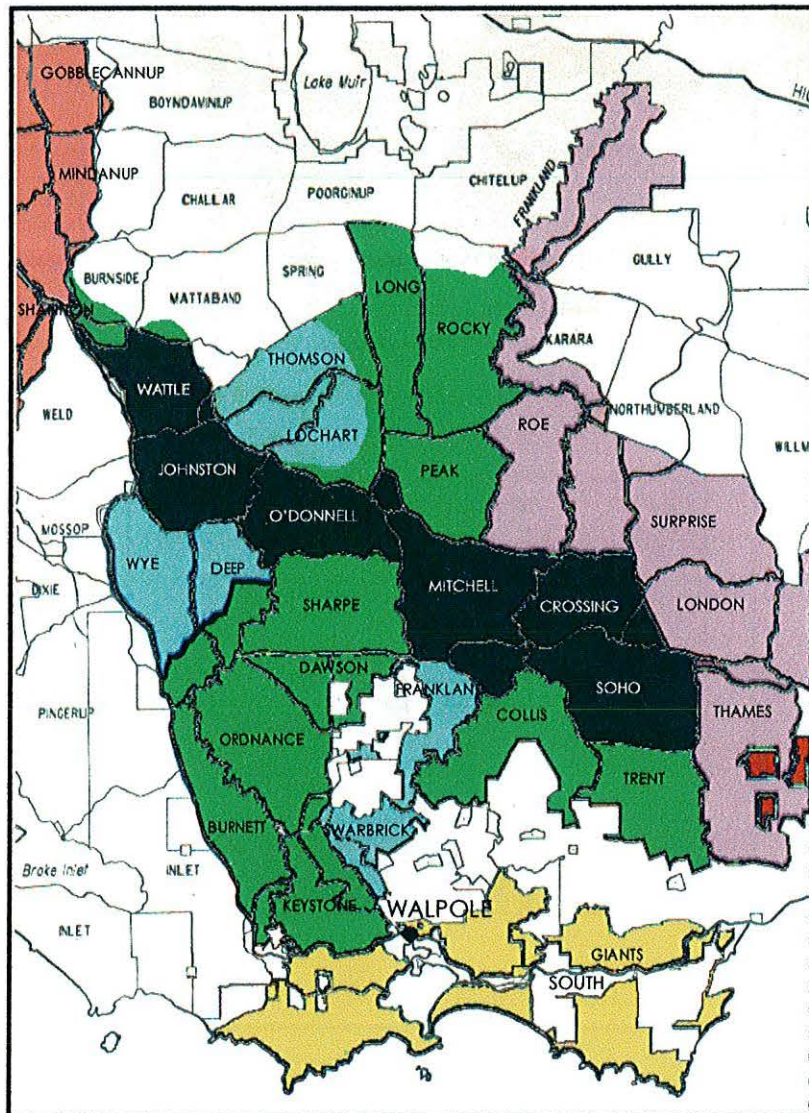 GOBBLECANNUP
Lake Muir
BOYNDAMINUP
MINDANUP
CHALLAR
POORGINUP
CHITELUP
FRANKLAND
BURNSIDE
MATTABAND
SPRING
LONG
GULLY
SHANNON
ROCKY
KARARA
THOMSON
WATTLE
WELD
NORTHUMBERLAND
ROE
LOCHART
JOHNSTON
PEAK
O'DONNELL
SURPRISE
MOSSOP
WYE
DEEP
MITCHELL
DIXIE
SHARPE
CROSSING
LONDON
DAWSON
FRANKLAN
SOHO
COLLIS
THAMES
PINGERUP
ORDNANCE
TRENT
BURNETT
WARBRICK
Broke Inlet
INLET
KEYSTONE
WALPOLE
INLET
GIANTS
SOUTH